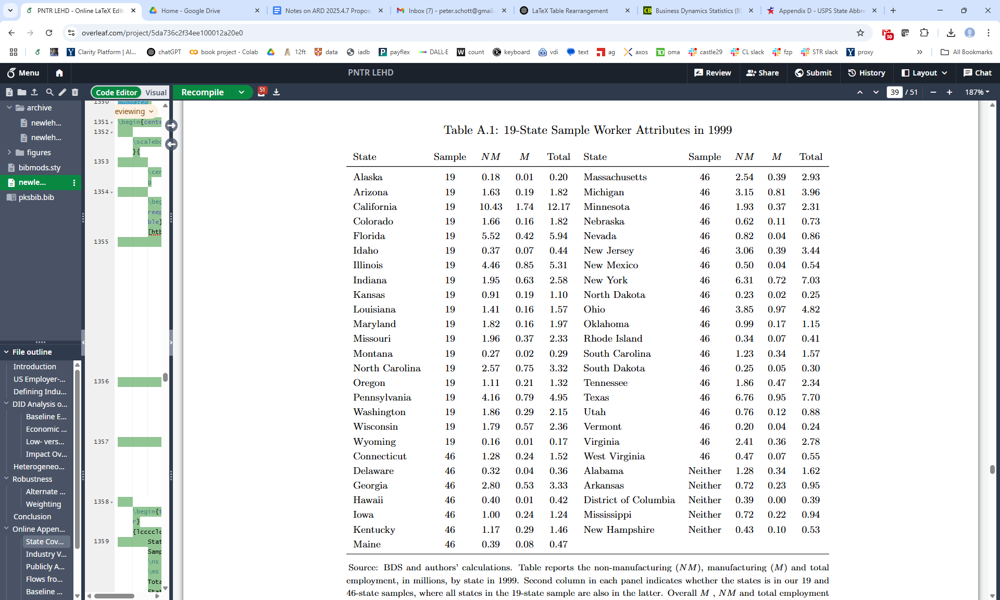 PNTR LEHD - Online LaTeX Edit
Home - Google Drive
Notes on ARD 2025.4.7 Propos
Inbox (7) - peter.schott@gmail.
LaTeX Table Rearrangement
Business Dynamics Statistics (B
Appendix D - USPS State Abbre
overleaf.com/project/5da736c2f34ee100012a20e0
30
Clarity Platform | Al...
chatGPT
book project - Colab
12ft
data
iadb
payflex
DALL·E
count
keyboard
vdi
text
ag
axos
oma
castle29
CL slack
fzp
STR slack
proxy
All Bookmarks
Menu
PNTR LEHD
Review
Share
Submit
History
Layout
Chat
Code Editor
Visual
Recompile
51
39 / 51
187%
archive
newleh...
newleh...
figures
bibmods.sty
newle...
pksbib.bib
File outline
Introduction
US Employer-...
Defining Indu...
DID Analysis o...
Baseline E...
Economic ...
Low- vers...
Impact Ov...
Heterogeneo...
Robustness
Alternate ...
Weighting
Conclusion
Online Appen...
State Cov...
Industry V...
Publicly A...
Flows fro...
Baseline ...
1350 %updated
eviewing
1351 \begin{cente
1352
\scalebo
}{
1353
\cer
g
1354
\beg
reep
ble}
[htb
1355
1356
1357
1358
\begin{t
r}
{lccclc
1359 Stat
Samp
\ns
\ms
Tota
Stat
Table A.1: 19-State Sample Worker Attributes in 1999
State Sample NM M Total State Sample NM M Total
Alaska 19 0.18 0.01 0.20 Massachusetts 46 2.54 0.39 2.93
Arizona 19 1.63 0.19 1.82 Michigan 46 3.15 0.81 3.96
California 19 10.43 1.74 12.17 Minnesota 46 1.93 0.37 2.31
Colorado 19 1.66 0.16 1.82 Nebraska 46 0.62 0.11 0.73
Florida 19 5.52 0.42 5.94 Nevada 46 0.82 0.04 0.86
Idaho 19 0.37 0.07 0.44 New Jersey 46 3.06 0.39 3.44
Illinois 19 4.46 0.85 5.31 New Mexico 46 0.50 0.04 0.54
Indiana 19 1.95 0.63 2.58 New York 46 6.31 0.72 7.03
Kansas 19 0.91 0.19 1.10 North Dakota 46 0.23 0.02 0.25
Louisiana 19 1.41 0.16 1.57 Ohio 46 3.85 0.97 4.82
Maryland 19 1.82 0.16 1.97 Oklahoma 46 0.99 0.17 1.15
Missouri 19 1.96 0.37 2.33 Rhode Island 46 0.34 0.07 0.41
Montana 19 0.27 0.02 0.29 South Carolina 46 1.23 0.34 1.57
North Carolina 19 2.57 0.75 3.32 South Dakota 46 0.25 0.05 0.30
Oregon 19 1.11 0.21 1.32 Tennessee 46 1.86 0.47 2.34
Pennsylvania 19 4.16 0.79 4.95 Texas 46 6.76 0.95 7.70
Washington 19 1.86 0.29 2.15 Utah 46 0.76 0.12 0.88
Wisconsin 19 1.79 0.57 2.36 Vermont 46 0.20 0.04 0.24
Wyoming 19 0.16 0.01 0.17 Virginia 46 2.41 0.36 2.78
Connecticut 46 1.28 0.24 1.52 West Virginia 46 0.47 0.07 0.55
Delaware 46 0.32 0.04 0.36 Alabama Neither 1.28 0.34 1.62
Georgia 46 2.80 0.53 3.33 Arkansas Neither 0.72 0.23 0.95
Hawaii 46 0.40 0.01 0.42 District of Columbia Neither 0.39 0.00 0.39
Iowa 46 1.00 0.24 1.24 Mississippi Neither 0.72 0.22 0.94
Kentucky 46 1.17 0.29 1.46 New Hampshire Neither 0.43 0.10 0.53
Maine 46 0.39 0.08 0.47
Source: BDS and authors' calculations. Table reports the non-manufacturing (NM), manufacturing (M) and total
employment, in millions, by state in 1999. Second column in each panel indicates whether the states is in our 19 and
46-state samples, where all states in the 19-state sample are also in the latter. Overall M , NM and total employment